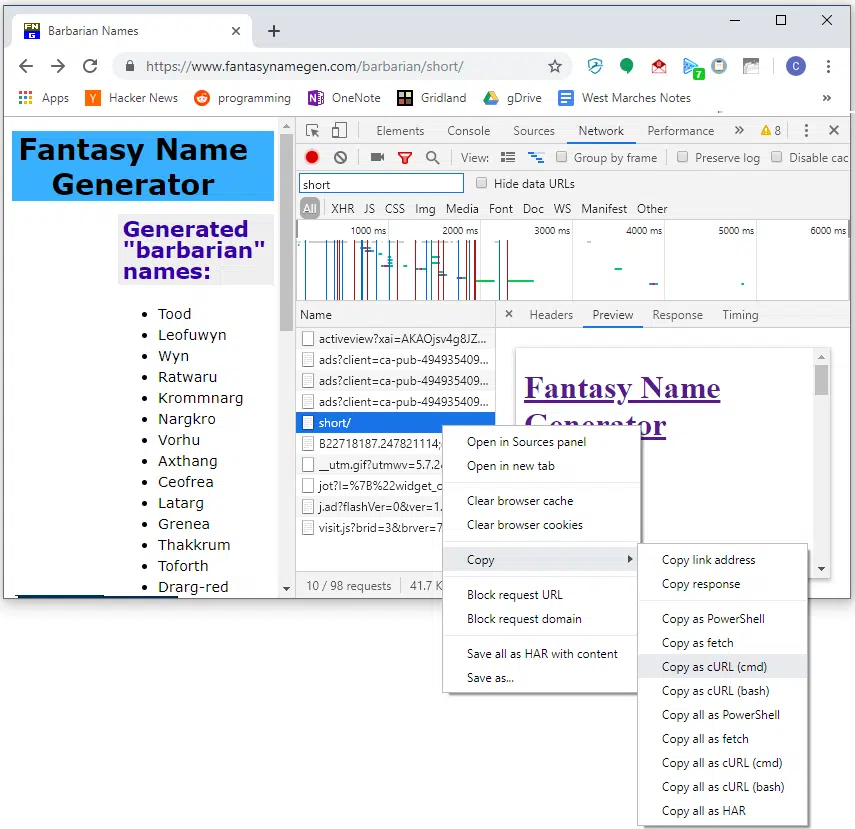 Barbarian Names
https://www.fantasynamegen.com/barbarian/short/
C
7
Apps
Hacker News
programming
OneNote
Gridland
gDrive
West Marches Notes
»
Fantasy Name
Generator
Generated
"barbarian"
names:
Tood
Leofuwyn
Wyn
Ratwaru
Krommnarg
Nargkro
Vorhu
Axthang
Ceofrea
Latarg
Grenea
Thakkrum
Toforth
Drarg-red
Elements Console Sources Network Performance » 8
View: Group by frame Preserve log Disable cac
short
Hide data URLs
All XHR JS CSS Img Media Font Doc WS Manifest Other
1000 ms 2000 ms 3000 ms 4000 ms 5000 ms 6000 ms
Name
activeview?xai=AKAOjsv4g8JZ...
ads?client=ca-pub-494935409...
ads?client=ca-pub-494935409...
ads?client=ca-pub-494935409...
short/
B22718187.247821114;
__utm.gif?utmwv=5.7.2
jot?l=%7B%22widget_o
j.ad?flashVer=0&ver=1.
visit.js?brid=3&brver=7
10 / 98 requests 41.7 K
Headers Preview Response Timing
Fantasy Name
Generator
Open in Sources panel
Open in new tab
Clear browser cache
Clear browser cookies
Copy
Block request URL
Block request domain
Save all as HAR with content
Save as...
Copy link address
Copy response
Copy as PowerShell
Copy as fetch
Copy as cURL (cmd)
Copy as cURL (bash)
Copy all as PowerShell
Copy all as fetch
Copy all as cURL (cmd)
Copy all as cURL (bash)
Copy all as HAR